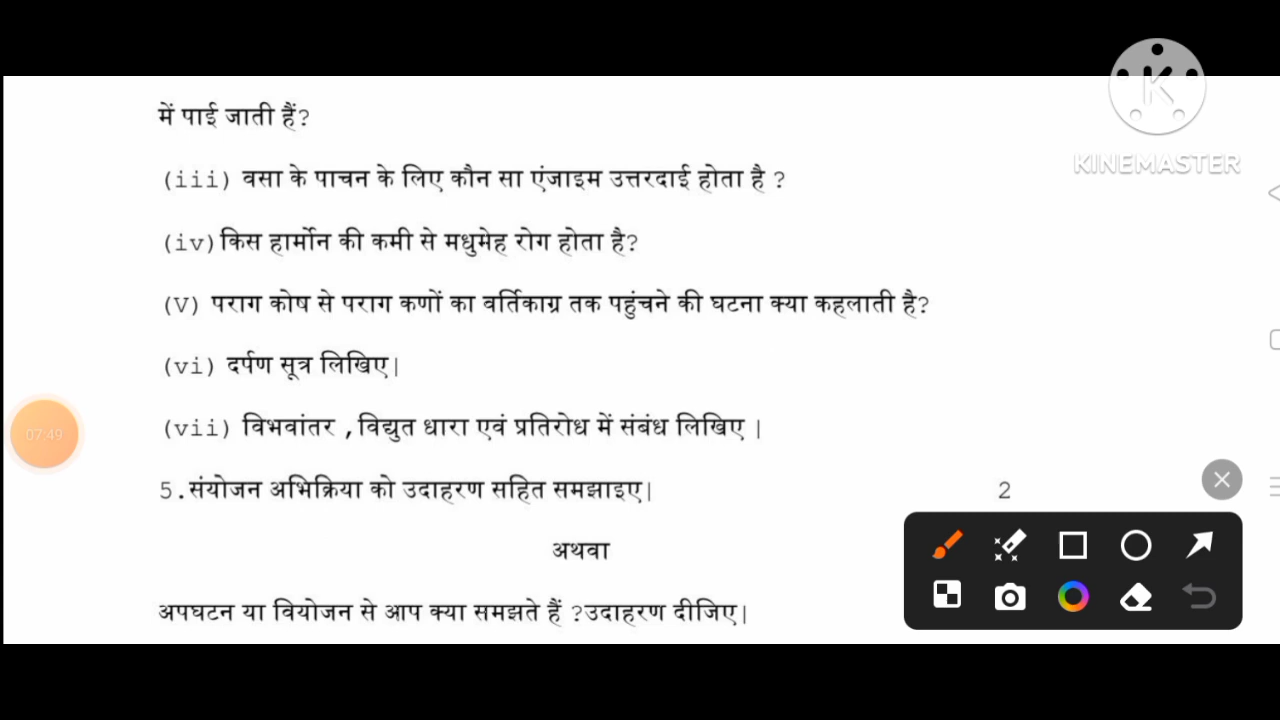 KINEMASTER
में पाई जाती हैं?
(iii) वसा के पाचन के लिए कौन सा एंजाइम उत्तरदाई होता है ?
(iv)किस हार्मोन की कमी से मधुमेह रोग होता है?
(V) पराग कोष से पराग कणों का वर्तिकाग्र तक पहुंचने की घटना क्या कहलाती है?
(vi) दर्पण सूत्र लिखिए|
(vii) विभवांतर ,विद्युत धारा एवं प्रतिरोध में संबंध लिखिए |
07:49
5.संयोजन अभिक्रिया को उदाहरण सहित समझाइए| 2
अथवा
अपघटन या वियोजन से आप क्या समझते हैं ?उदाहरण दीजिए|